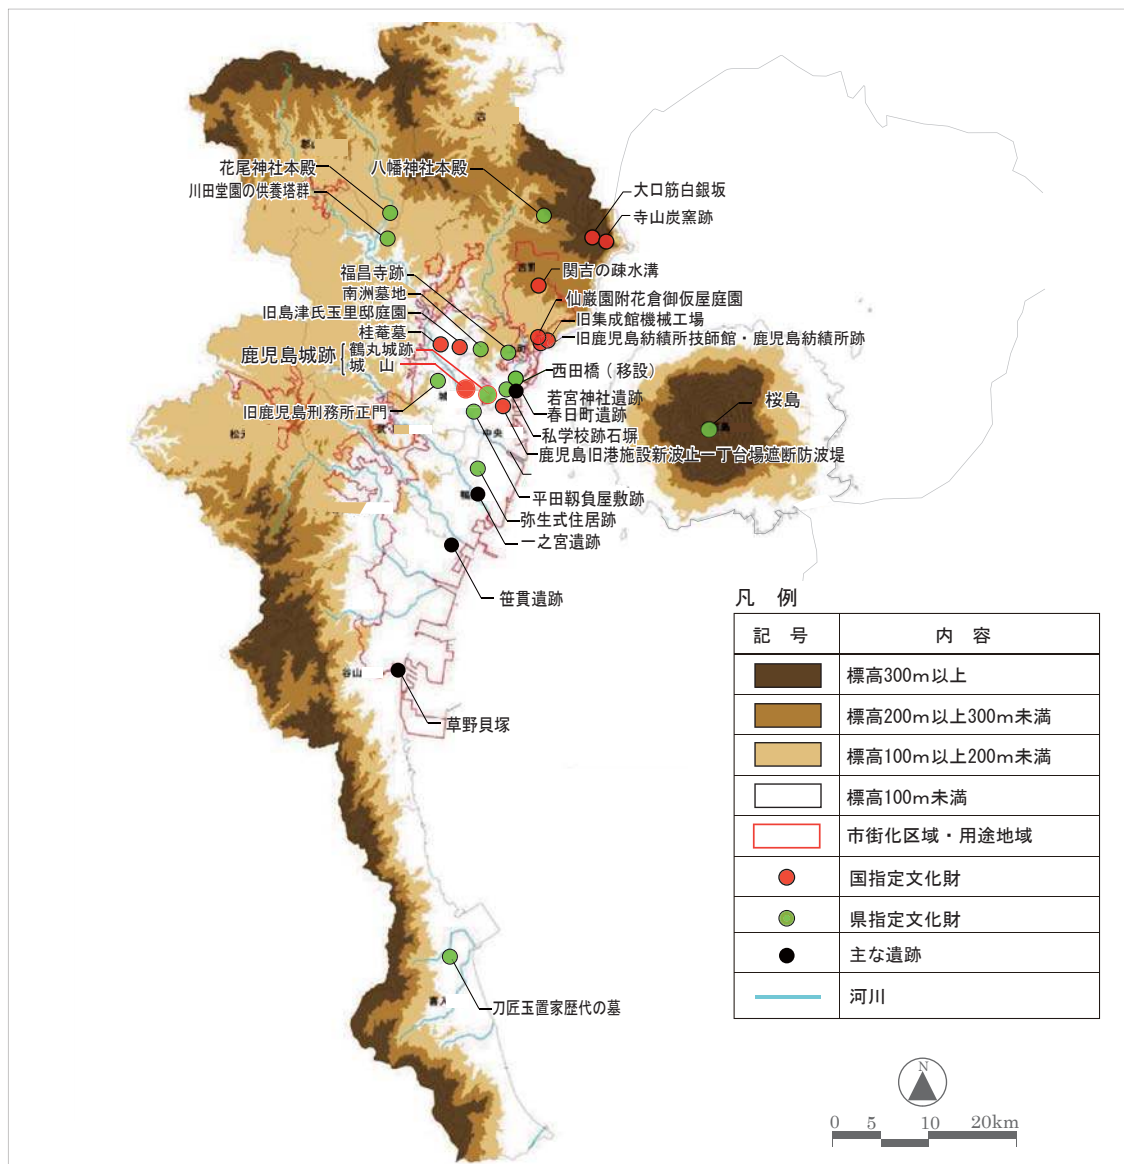 花尾神社本殿
八幡神社本殿
川田堂園の供養塔群
大口筋白銀坂
寺山炭窯跡
関吉の疎水溝
福昌寺跡
南洲墓地
仙巌園附花倉御仮屋庭園
旧島津氏玉里邸庭園
旧集成館機械工場
桂菴墓
旧鹿児島紡績所技師館・鹿児島紡績所跡
鹿児島城跡
鶴丸城跡
城 山
西田橋(移設)
若宮神社遺跡
旧鹿児島刑務所正門
春日町遺跡
桜島
私学校跡石塀
中央
鹿児島旧港施設新波止一丁台場遮断防波堤
平田靱負屋敷跡
弥生式住居跡
一之宮遺跡
笹貫遺跡
谷山
草野貝塚
刀匠玉置家歴代の墓
凡 例
記 号 内 容
標高300m以上
標高200m以上300m未満
標高100m以上200m未満
標高100m未満
市街化区域・用途地域
国指定文化財
県指定文化財
主な遺跡
河川
N
0 5 10 20km